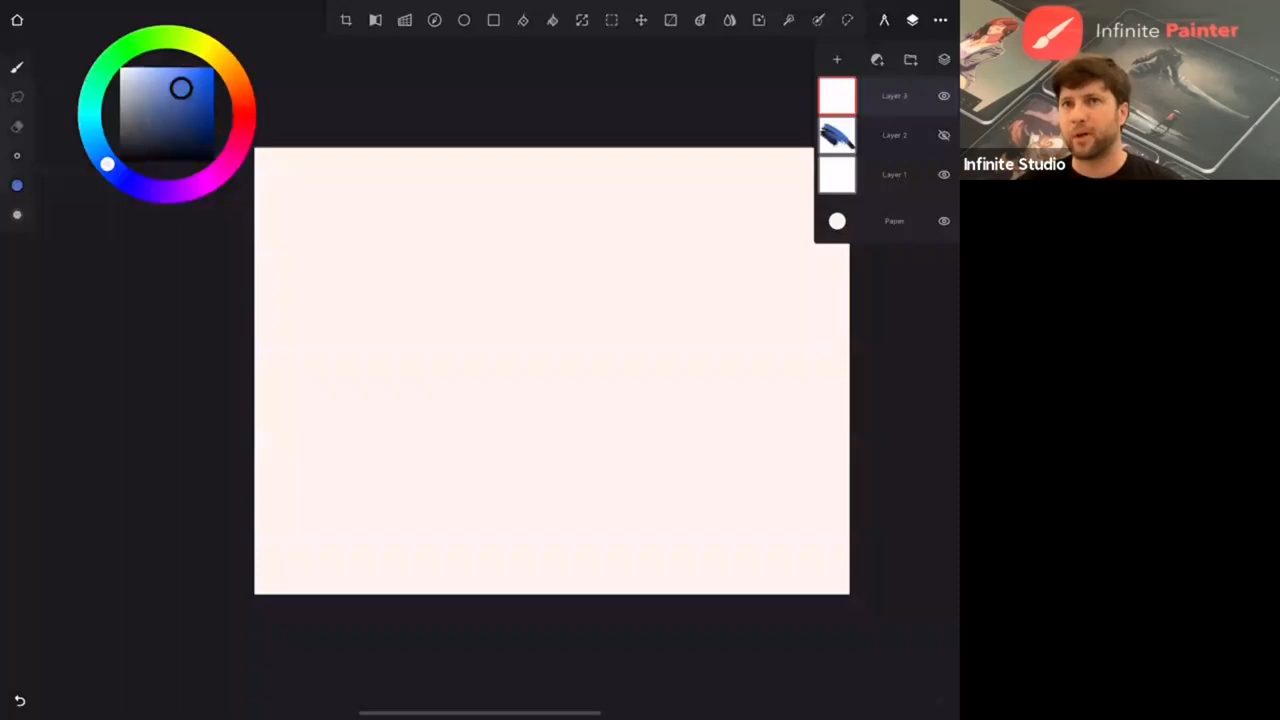 Infinite Painter
Layer 3
Layer 2
Infinite Studio
Layer 1
Paper